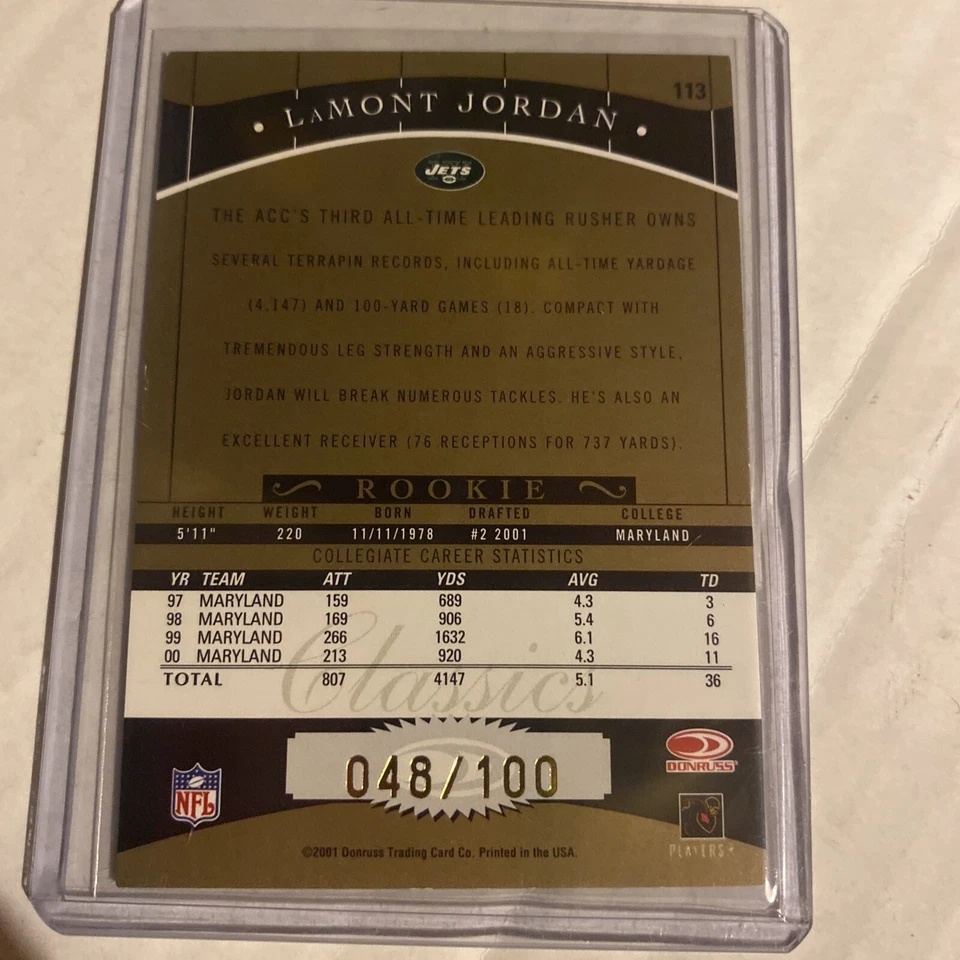 113
• LaMONT JORDAN •
JETS
THE ACC'S THIRD ALL-TIME LEADING RUSHER OWNS
SEVERAL TERRAPIN RECORDS, INCLUDING ALL-TIME YARDAGE
(4,147) AND 100-YARD GAMES (18). COMPACT WITH
TREMENDOUS LEG STRENGTH AND AN AGGRESSIVE STYLE,
JORDAN WILL BREAK NUMEROUS TACKLES. HE'S ALSO AN
EXCELLENT RECEIVER (76 RECEPTIONS FOR 737 YARDS).
ROOKIE
HEIGHT WEIGHT BORN DRAFTED COLLEGE
5'11" 220 11/11/1978 #2 2001 MARYLAND
COLLEGIATE CAREER STATISTICS
YR TEAM ATT YDS AVG TD
97 MARYLAND 159 689 4.3 3
98 MARYLAND 169 906 5.4 6
99 MARYLAND 266 1632 6.1 16
00 MARYLAND 213 920 4.3 11
TOTAL 807 4147 5.1 36
Classics
048/100
DONRUSS
NFL
PLAYERS
©2001 Donruss Trading Card Co. Printed in the USA.